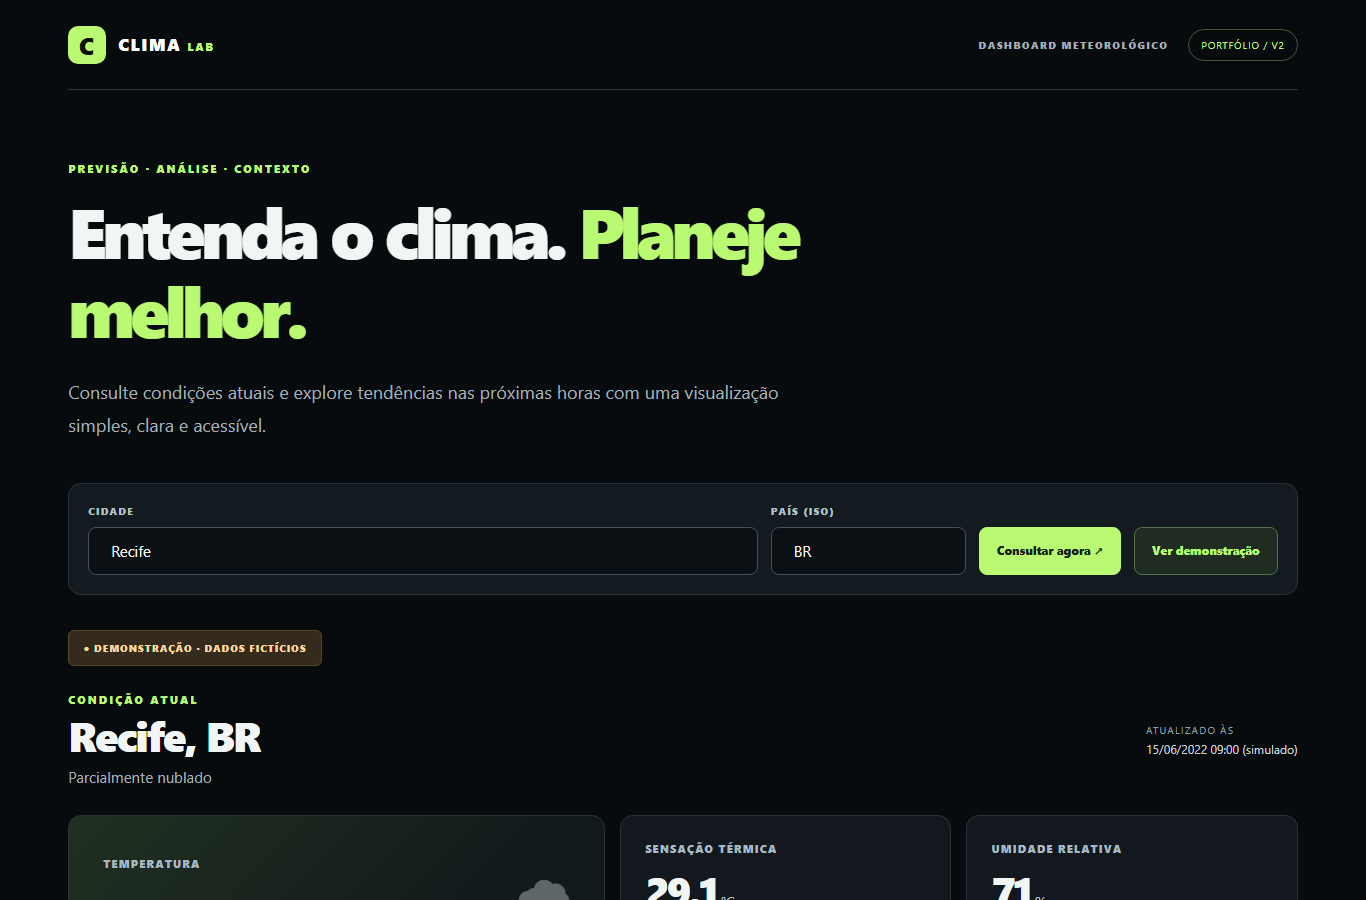 C CLIMA LAB
DASHBOARD METEOROLÓGICO
PORTFÓLIO / V2
PREVISÃO · ANÁLISE · CONTEXTO
Entenda o clima. Planeje
melhor.
Consulte condições atuais e explore tendências nas próximas horas com uma visualização
simples, clara e acessível.
CIDADE
PAÍS (ISO)
Recife
BR
Consultar agora ↗
Ver demonstração
● DEMONSTRAÇÃO · DADOS FICTÍCIOS
CONDIÇÃO ATUAL
Recife, BR
Parcialmente nublado
ATUALIZADO ÀS
15/06/2022 09:00 (simulado)
TEMPERATURA
SENSAÇÃO TÉRMICA
29.1 °C
UMIDADE RELATIVA
71 %